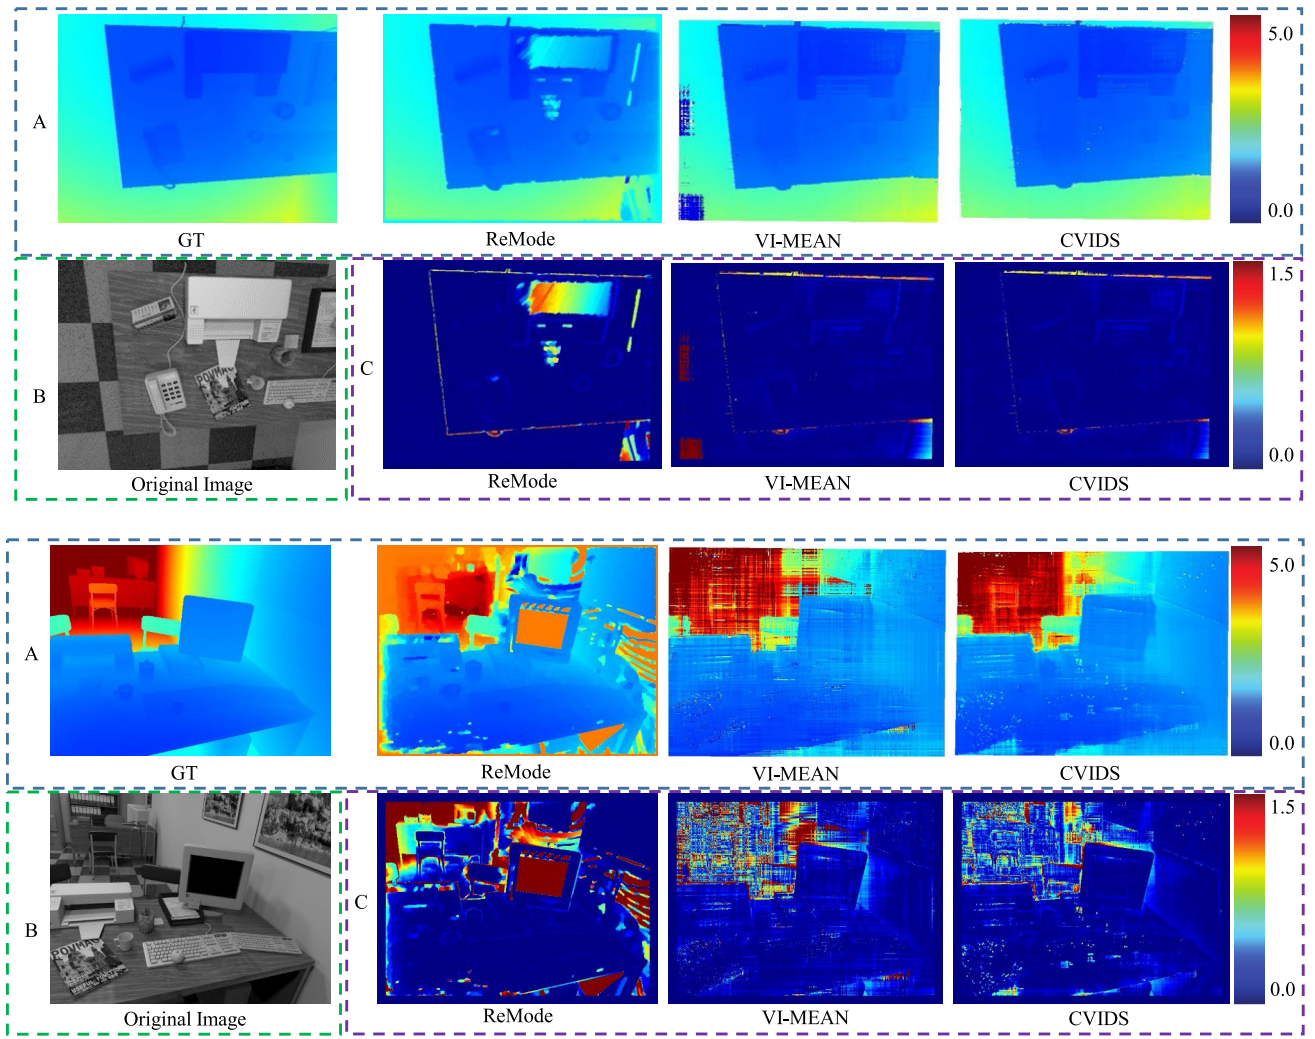 5.0
A
0.0
GT ReMode VI-MEAN CVIDS
1.5
C
B
POVMAY
0.0
Original Image ReMode VI-MEAN CVIDS
5.0
A
0.0
GT ReMode VI-MEAN CVIDS
1.5
C
B
POVMAY
0.0
Original Image ReMode VI-MEAN CVIDS